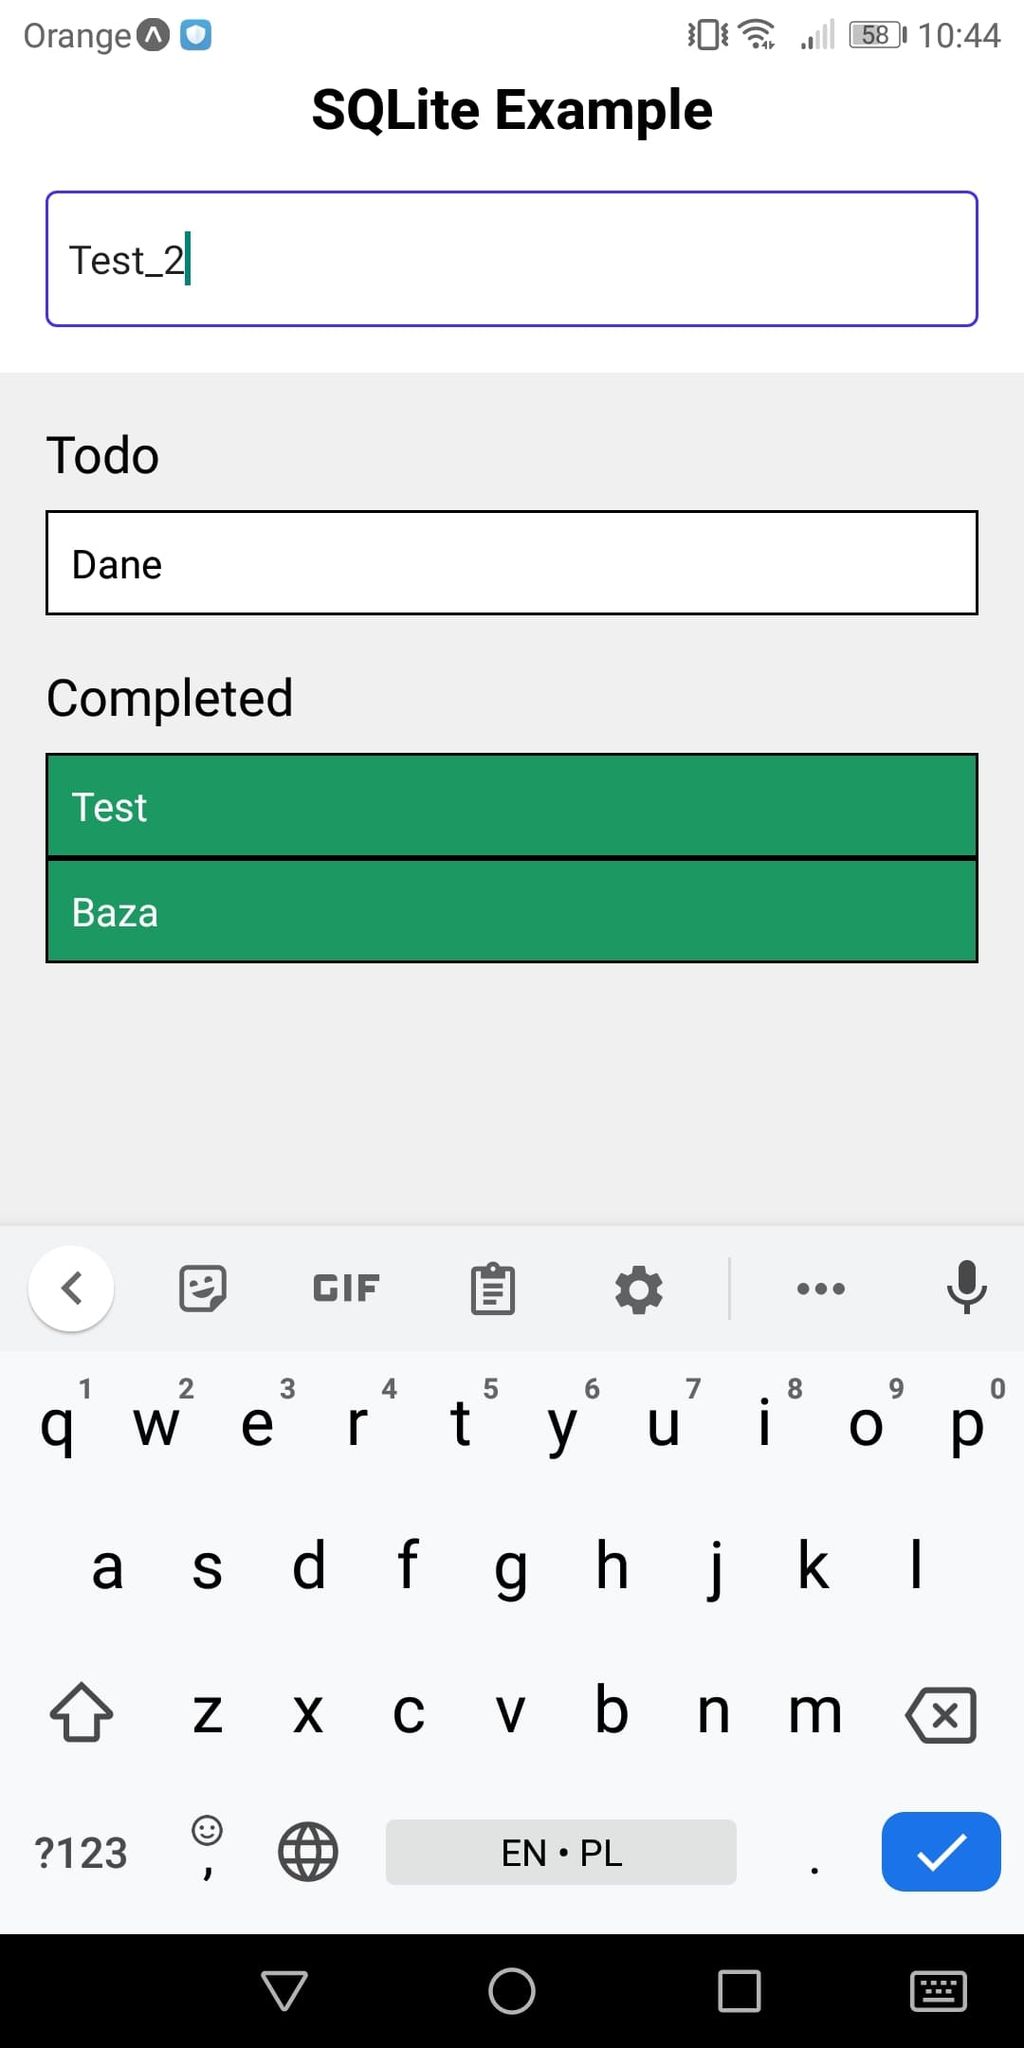 Orange 58 10:44
SQLite Example
Test_2
Todo
Dane
Completed
Test
Baza
GIF
1 2 3 4 5 6 7 8 9 0
q w e r t y u i o p
a s d f g h j k l
z x c v b n m
?123 , EN • PL .